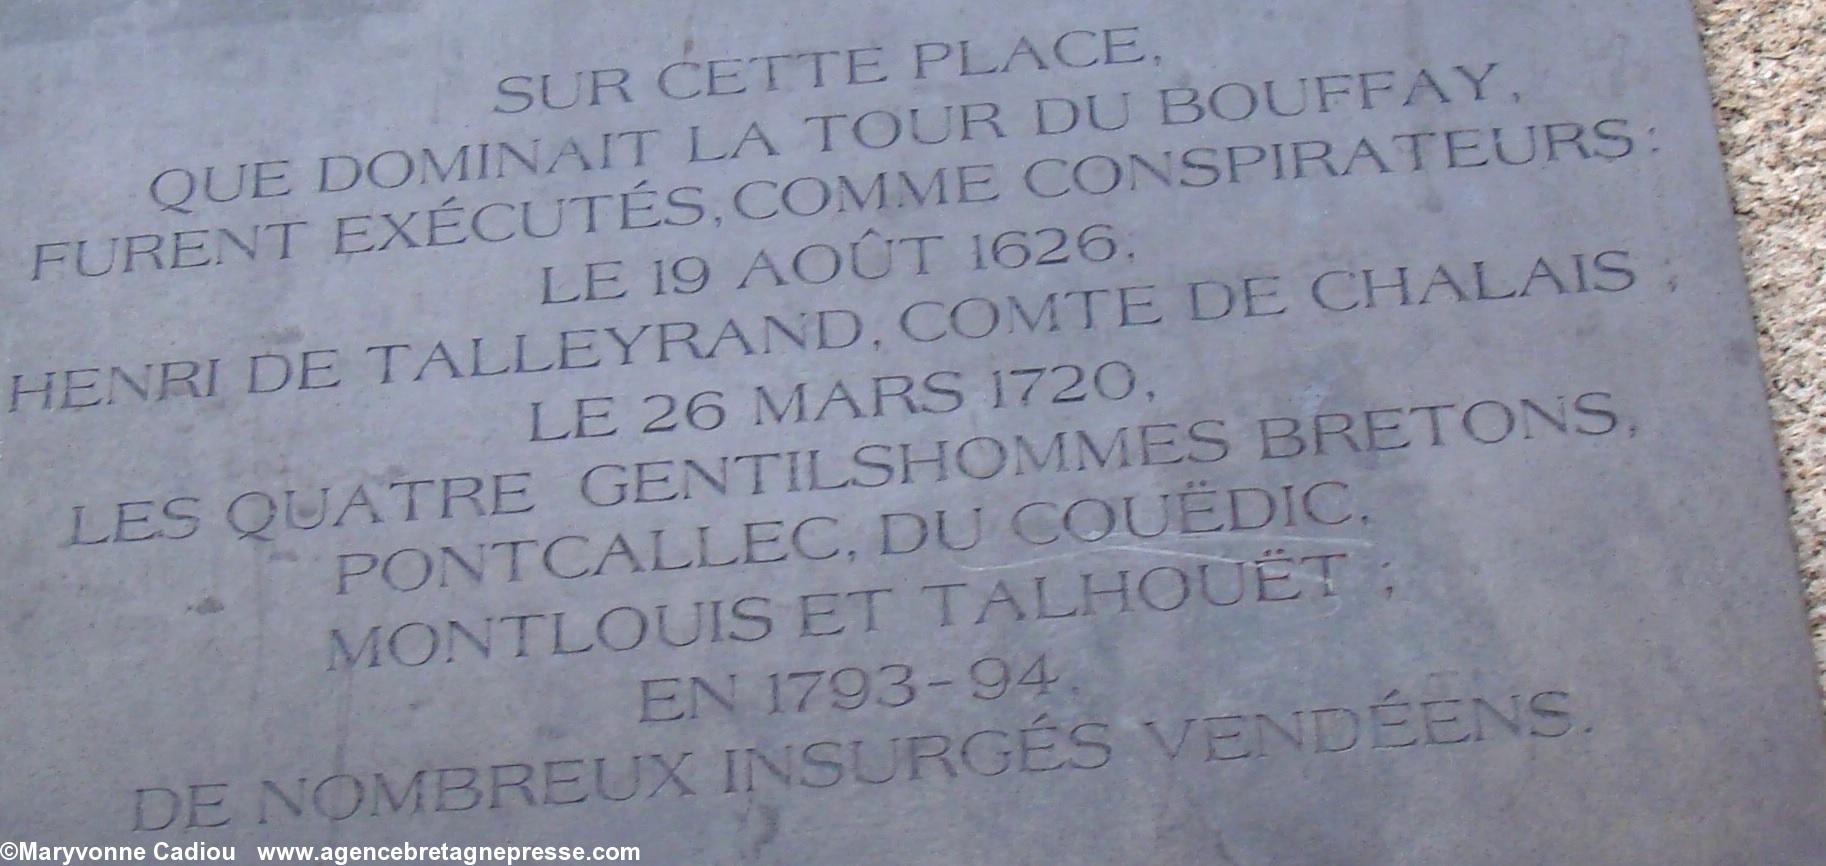 SUR CETTE PLACE,
QUE DOMINAIT LA TOUR DU BOUFFAY,
FURENT EXÉCUTÉS, COMME CONSPIRATEURS :
LE 19 AOÛT 1626,
HENRI DE TALLEYRAND, COMTE DE CHALAIS ;
LE 26 MARS 1720,
LES QUATRE GENTILSHOMMES BRETONS,
PONTCALLEC, DU COUËDIC,
MONTLOUIS ET TALHOUËT ;
EN 1793-94,
DE NOMBREUX INSURGÉS VENDÉENS.
©Maryvonne Cadiou www.agencebretagnepresse.com